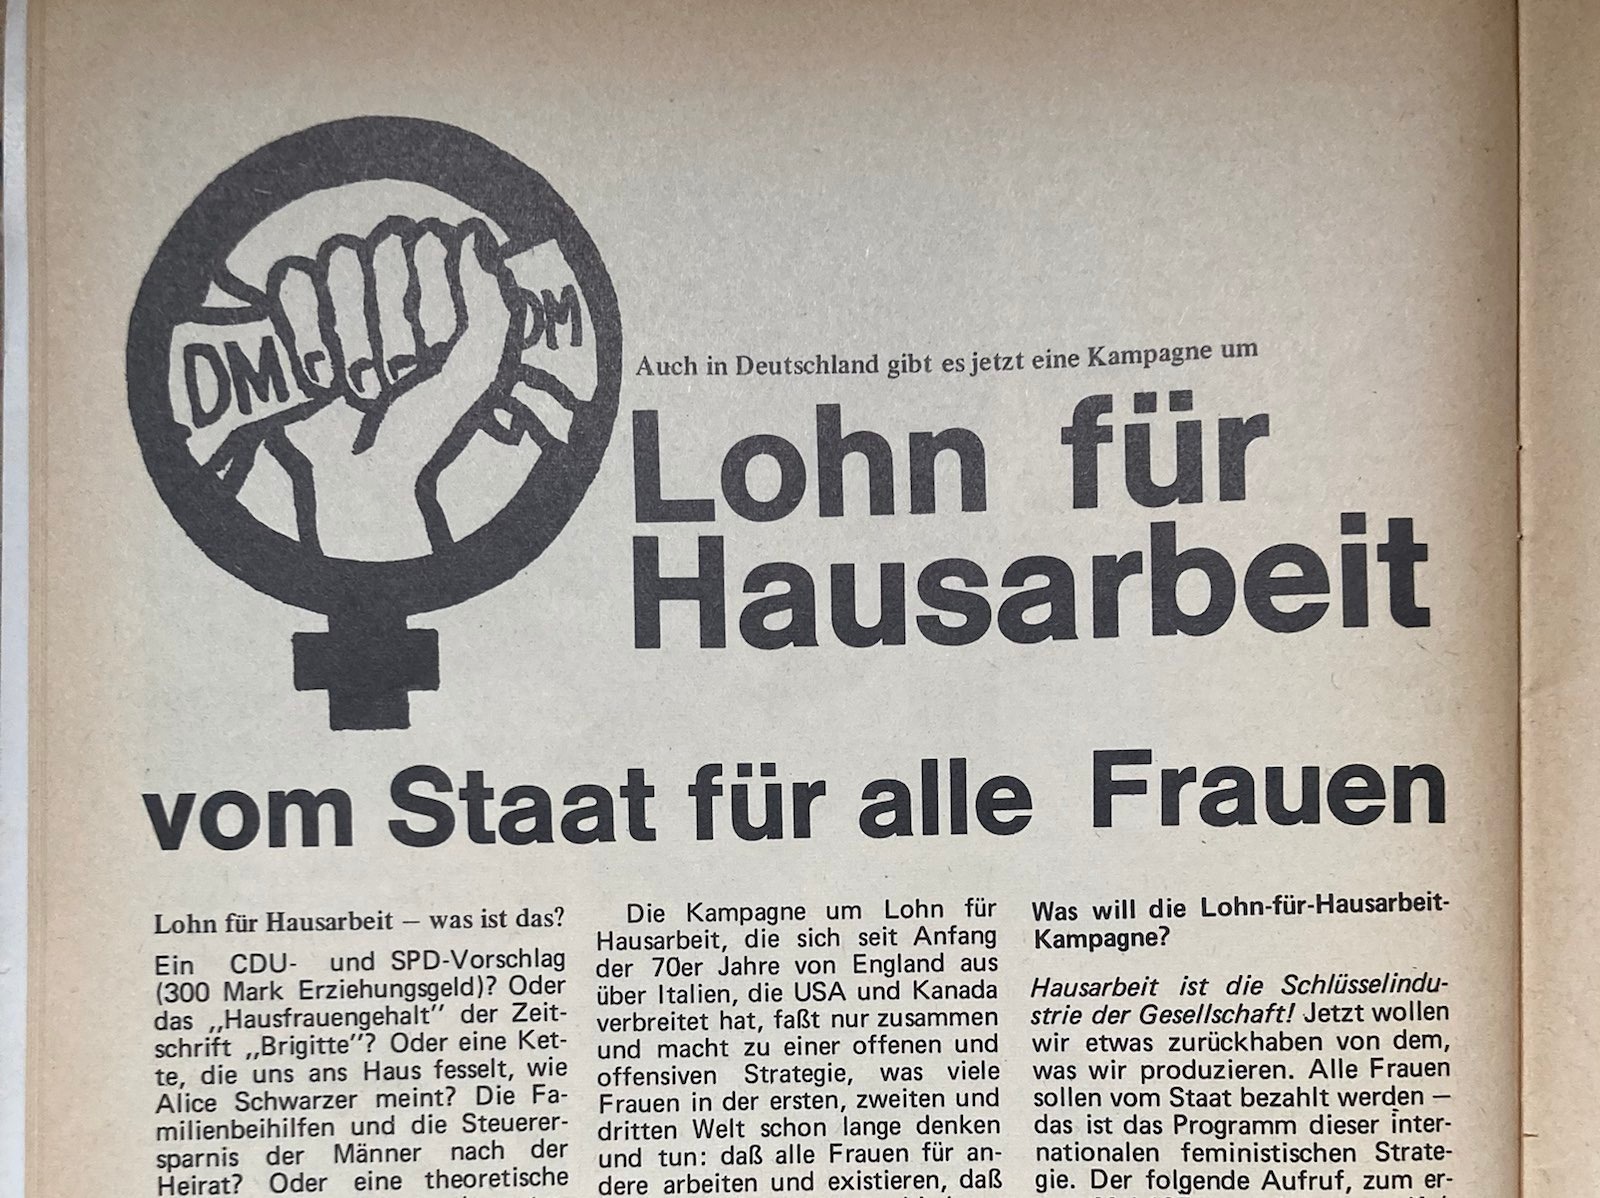 DM
DM
Auch in Deutschland gibt es jetzt eine Kampagne um
Lohn für
Hausarbeit
vom Staat für alle Frauen
Lohn für Hausarbeit – was ist das?
Ein CDU- und SPD-Vorschlag
(300 Mark Erziehungsgeld)? Oder
das ,,Hausfrauengehalt'' der Zeit-
schrift ,,Brigitte''? Oder eine Ket-
te, die uns ans Haus fesselt, wie
Alice Schwarzer meint? Die Fa-
milienbeihilfen und die Steuerer-
sparnis der Männer nach der
Heirat? Oder eine theoretische
Die Kampagne um Lohn für
Hausarbeit, die sich seit Anfang
der 70er Jahre von England aus
über Italien, die USA und Kanada
verbreitet hat, faßt nur zusammen
und macht zu einer offenen und
offensiven Strategie, was viele
Frauen in der ersten, zweiten und
dritten Welt schon lange denken
und tun: daß alle Frauen für an-
dere arbeiten und existieren, daß
Was will die Lohn-für-Hausarbeit-
Kampagne?
Hausarbeit ist die Schlüsselindu-
strie der Gesellschaft! Jetzt wollen
wir etwas zurückhaben von dem,
was wir produzieren. Alle Frauen
sollen vom Staat bezahlt werden –
das ist das Programm dieser inter-
nationalen feministischen Strate-
gie. Der folgende Aufruf, zum er-